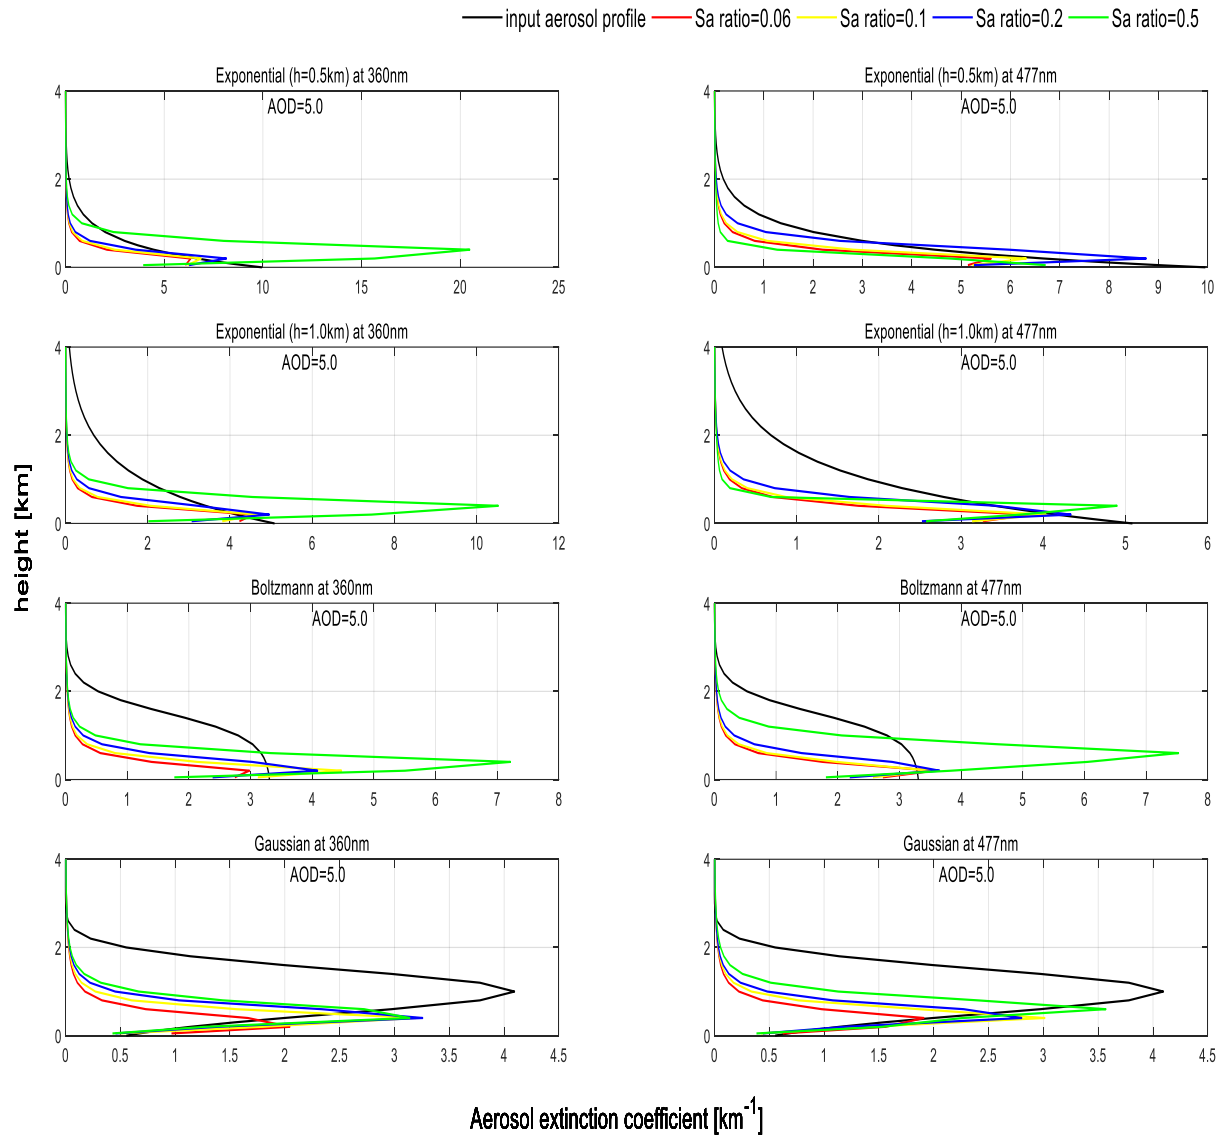 input aerosol profile Sa ratio=0.06 Sa ratio=0.1 Sa ratio=0.2 Sa ratio=0.5
Exponential (h=0.5km) at 360nm
AOD=5.0
4
2
0
0 5 10 15 20 25
Exponential (h=0.5km) at 477nm
AOD=5.0
4
2
0
0 1 2 3 4 5 6 7 8 9 10
Exponential (h=1.0km) at 360nm
AOD=5.0
4
2
0
0 2 4 6 8 10 12
Exponential (h=1.0km) at 477nm
AOD=5.0
4
2
0
0 1 2 3 4 5 6
height [km]
Boltzmann at 360nm
AOD=5.0
4
2
0
0 1 2 3 4 5 6 7 8
Boltzmann at 477nm
AOD=5.0
4
2
0
0 1 2 3 4 5 6 7 8
Gaussian at 360nm
AOD=5.0
4
2
0
0 0.5 1 1.5 2 2.5 3 3.5 4 4.5
Gaussian at 477nm
AOD=5.0
4
2
0
0 0.5 1 1.5 2 2.5 3 3.5 4 4.5
Aerosol extinction coefficient [km⁻¹]